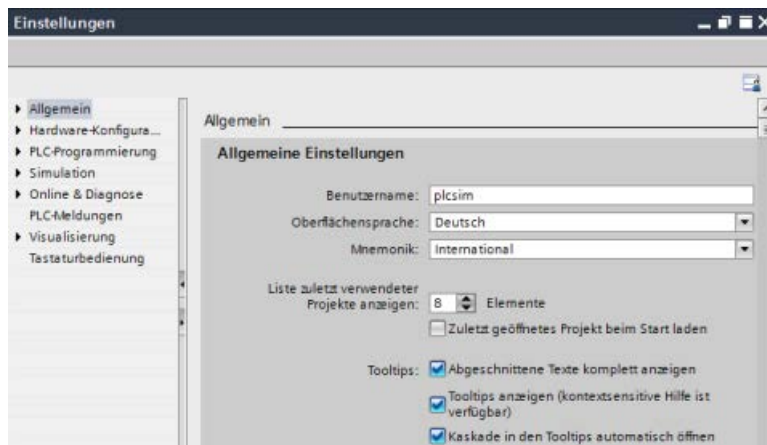 Einstellungen
Allgemein
Hardware-Konfigura...
PLC-Programmierung
Simulation
Online & Diagnose
PLC-Meldungen
Visualisierung
Tastaturbedienung
Allgemein
Allgemeine Einstellungen
Benutzername: plcsim
Oberflächensprache: Deutsch
Mnemonik: International
Liste zuletzt verwendeter
Projekte anzeigen: 8 Elemente
Zuletzt geöffnetes Projekt beim Start laden
Tooltips: Abgeschnittene Texte komplett anzeigen
Tooltips anzeigen (kontextsensitive Hilfe ist
verfügbar)
Kaskade in den Tooltips automatisch öffnen